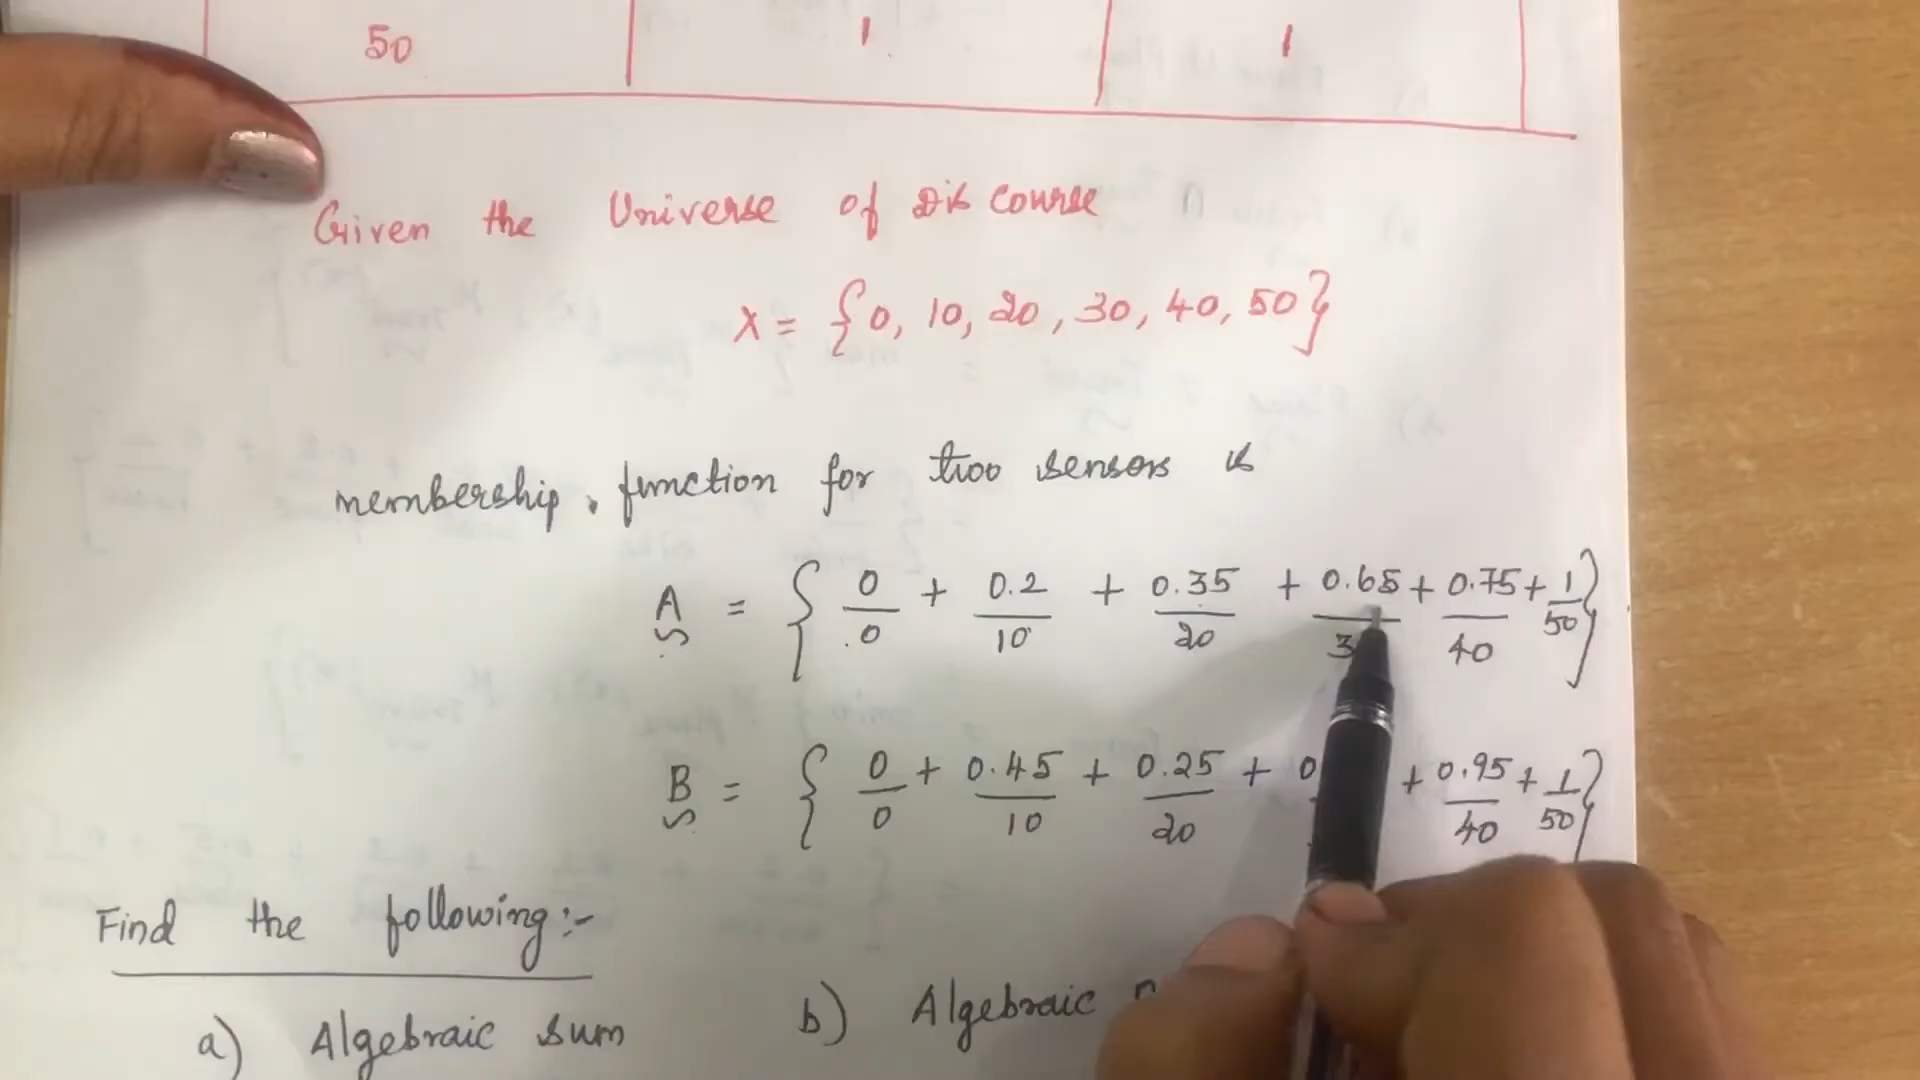 50 1 1
Given the Universe of Discourse
X = {0, 10, 20, 30, 40, 50}
membership function for two sensors is
A = { 0/0 + 0.2/10 + 0.35/20 + 0.65/3 + 0.75/40 + 1/50 }
B = { 0/0 + 0.45/10 + 0.25/20 + 0 + 0.95/40 + 1/50 }
Find the following:-
a) Algebraic sum b) Algebraic